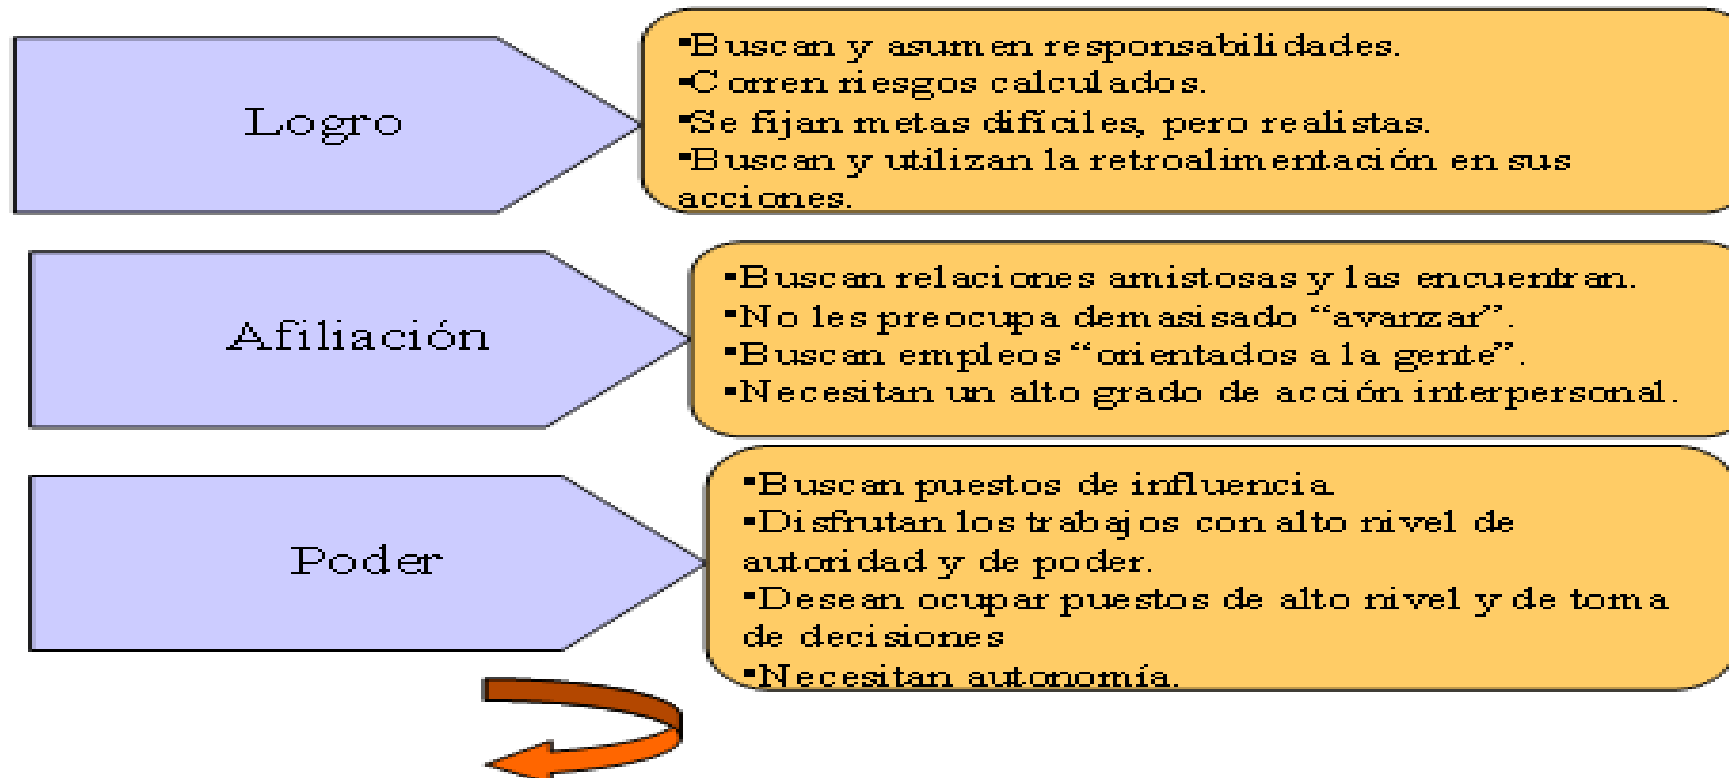 Logro
▪Buscan y asumen responsabilidades.
▪Corren riesgos calculados.
▪Se fijan metas difíciles, pero realistas.
▪Buscan y utilizan la retroalimentación en sus
acciones.
Afiliación
▪Buscan relaciones amistosas y las encuentran.
▪No les preocupa demasisado “avanzar”.
▪Buscan empleos “orientados a la gente”.
▪Necesitan un alto grado de acción interpersonal.
Poder
▪Buscan puestos de influencia
▪Disfrutan los trabajos con alto nivel de
autoridad y de poder.
▪Desean ocupar puestos de alto nivel y de toma
de decisiones
▪Necesitan autonomía.